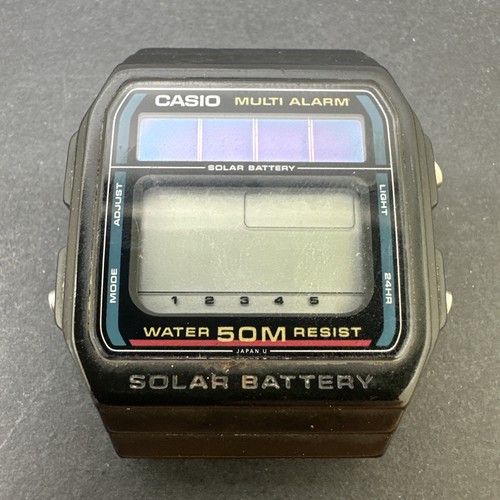 CASIO MULTI ALARM
SOLAR BATTERY
ADJUST
LIGHT
MODE
24HR
1 2 3 4 5
WATER 50M RESIST
JAPAN U
SOLAR BATTERY